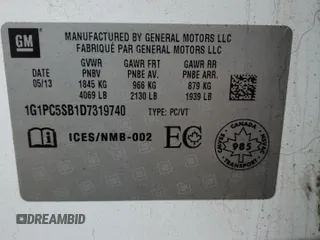 GM
MANUFACTURED BY GENERAL MOTORS LLC
FABRIQUÉ PAR GENERAL MOTORS LLC
DATE GVWR GAWR FRT GAWR RR
PNBV PNBE AV. PNBE ARR.
05/13 1845 KG 966 KG 879 KG
4069 LB 2130 LB 1939 LB
1G1PC5SB1D7319740 TYPE: PC/VT
ICES/NMB-002 EC
CANADA
985
TRANSPORT
DREAMBID